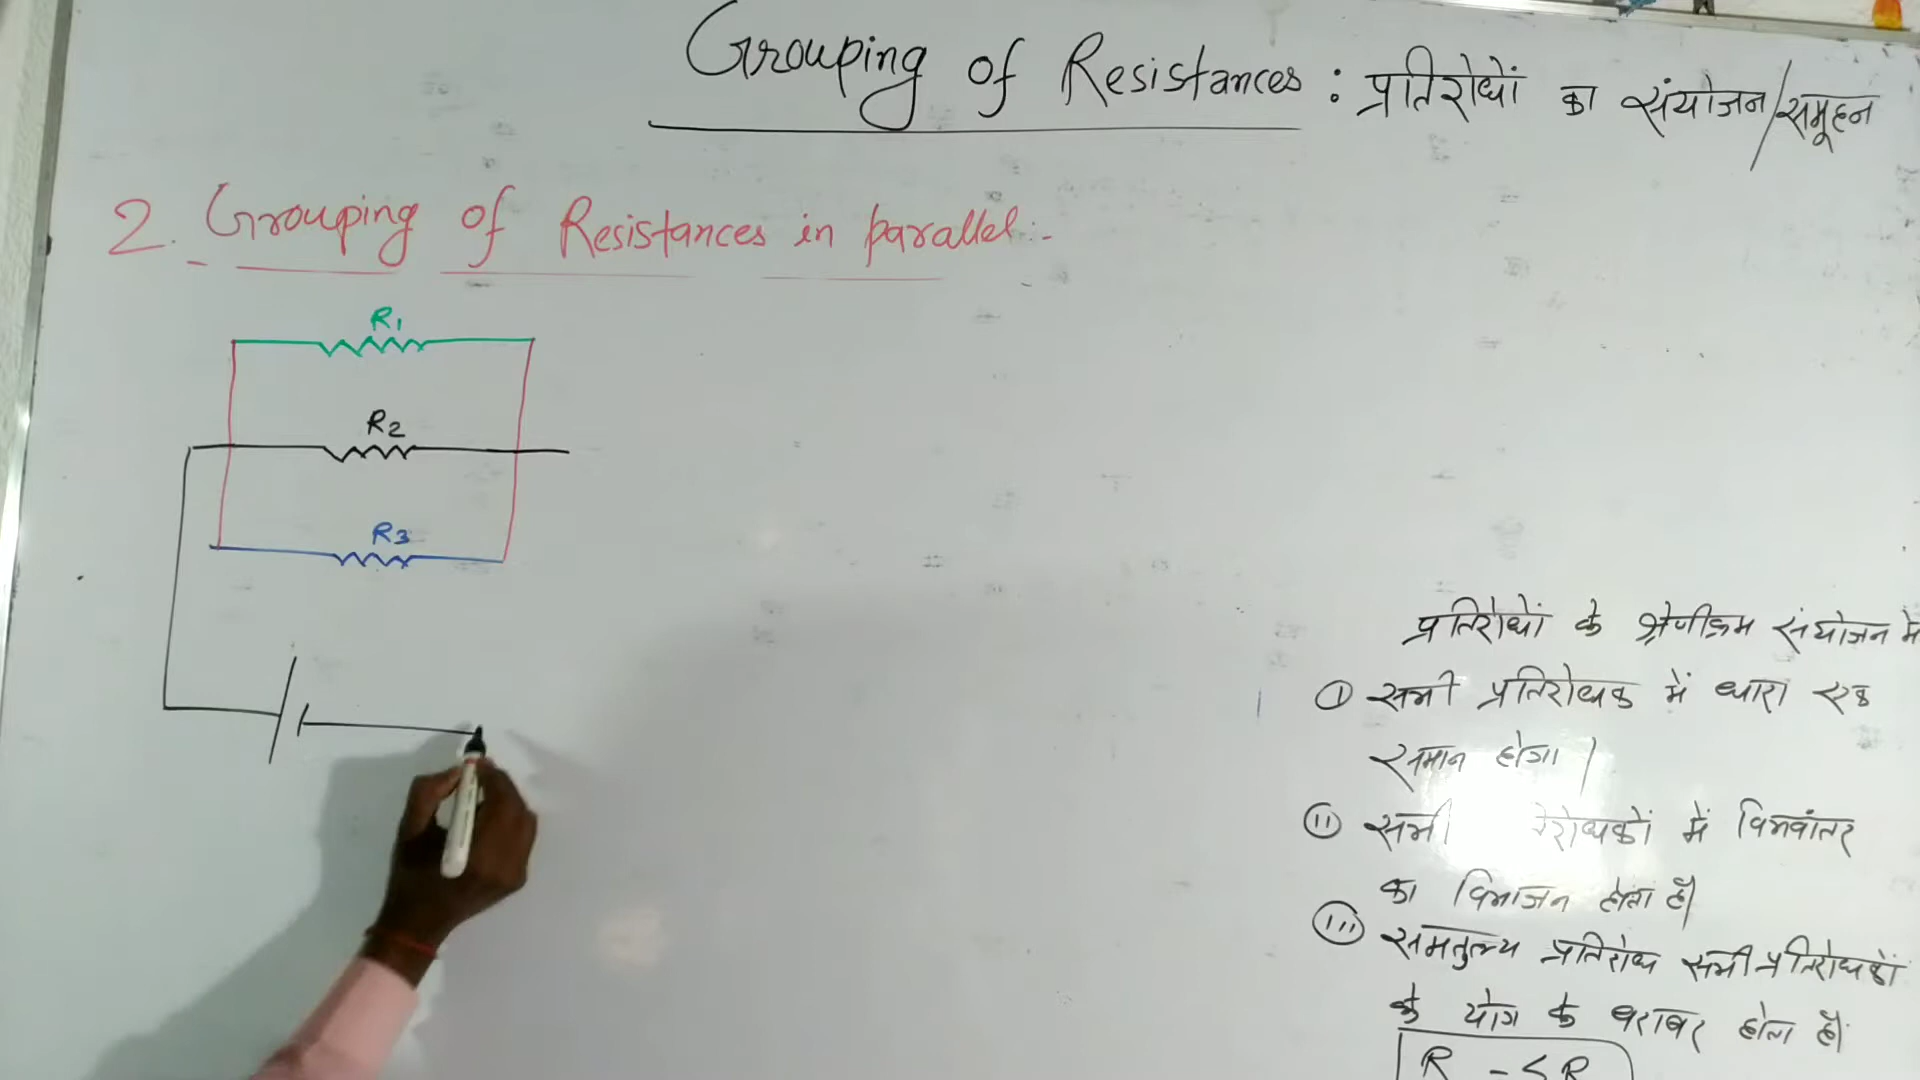 Grouping of Resistances : प्रतिरोधों का संयोजन/समूहन
2. Grouping of Resistances in parallel :-
R1
R2
R3
प्रतिरोधों के श्रेणीक्रम संयोजन में
(i) सभी प्रतिरोधक में धारा एक
समान होगा।
(ii) सभी में विभवांतर
का विभाजन होता है।
(iii) समतुल्य प्रतिरोध सभी प्रतिरोधकों
के योग के बराबर होता है।
R